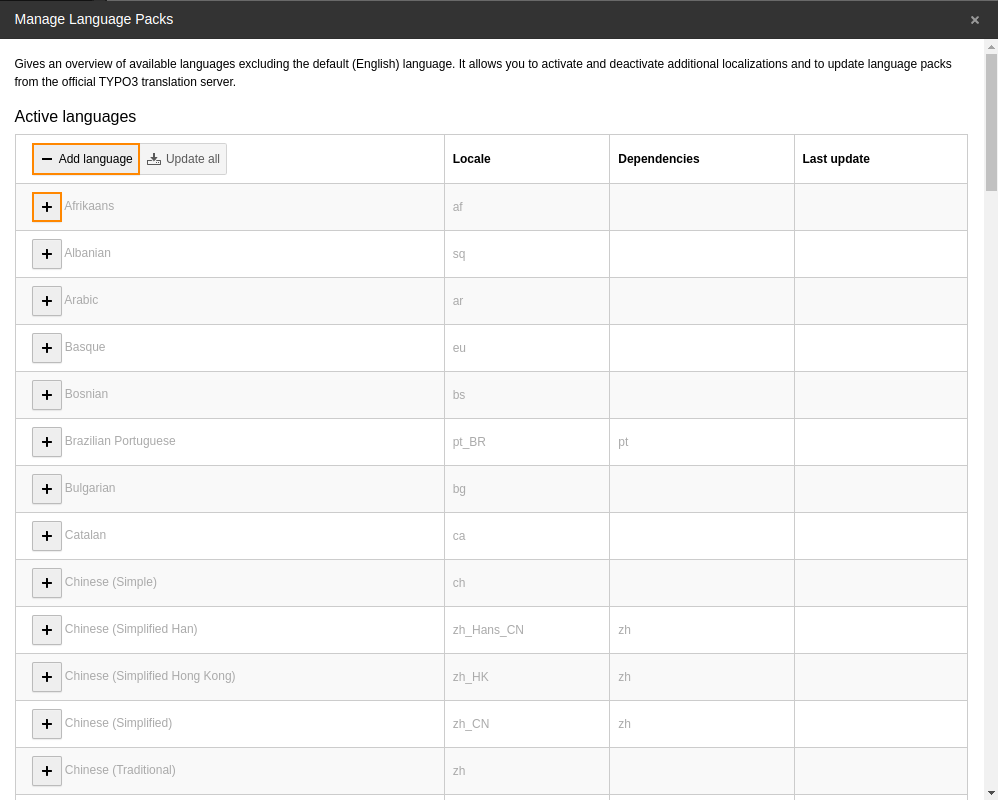 Manage Language Packs
Gives an overview of available languages excluding the default (English) language. It allows you to activate and deactivate additional localizations and to update language packs
from the official TYPO3 translation server.
Active languages
Add language Update all Locale Dependencies Last update
Afrikaans af
Albanian sq
Arabic ar
Basque eu
Bosnian bs
Brazilian Portuguese pt_BR pt
Bulgarian bg
Catalan ca
Chinese (Simple) ch
Chinese (Simplified Han) zh_Hans_CN zh
Chinese (Simplified Hong Kong) zh_HK zh
Chinese (Simplified) zh_CN zh
Chinese (Traditional) zh